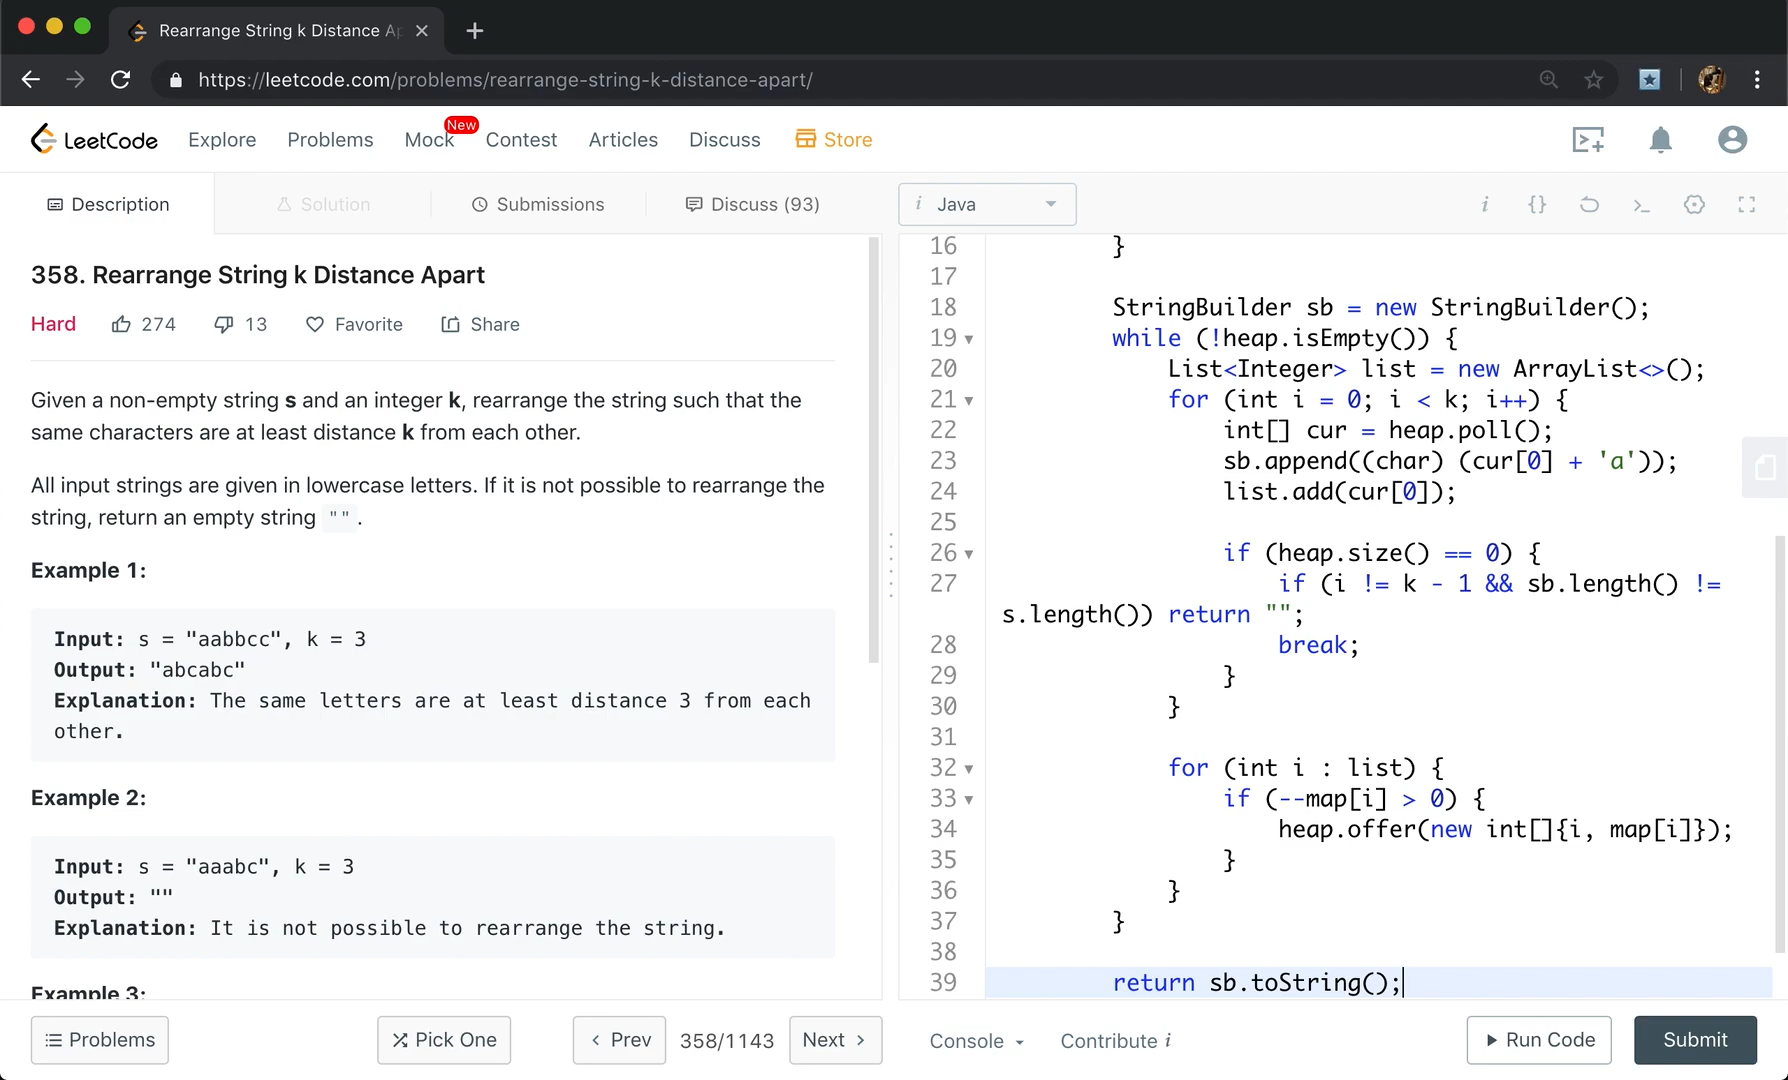 Rearrange String k Distance Ap
https://leetcode.com/problems/rearrange-string-k-distance-apart/
LeetCode Explore Problems Mock New Contest Articles Discuss Store
Description Solution Submissions Discuss (93) i Java i {}
358. Rearrange String k Distance Apart
Hard 274 13 Favorite Share
Given a non-empty string s and an integer k, rearrange the string such that the
same characters are at least distance k from each other.
All input strings are given in lowercase letters. If it is not possible to rearrange the
string, return an empty string "".
Example 1:
Input: s = "aabbcc", k = 3
Output: "abcabc"
Explanation: The same letters are at least distance 3 from each
other.
Example 2:
Input: s = "aaabc", k = 3
Output: ""
Explanation: It is not possible to rearrange the string.
Example 3:
16 }
17
18 StringBuilder sb = new StringBuilder();
19 while (!heap.isEmpty()) {
20 List<Integer> list = new ArrayList<>();
21 for (int i = 0; i < k; i++) {
22 int[] cur = heap.poll();
23 sb.append((char) (cur[0] + 'a'));
24 list.add(cur[0]);
25
26 if (heap.size() == 0) {
27 if (i != k - 1 && sb.length() !=
s.length()) return "";
28 break;
29 }
30 }
31
32 for (int i : list) {
33 if (--map[i] > 0) {
34 heap.offer(new int[]{i, map[i]});
35 }
36 }
37 }
38
39 return sb.toString();
Problems Pick One < Prev 358/1143 Next > Console Contribute i Run Code Submit